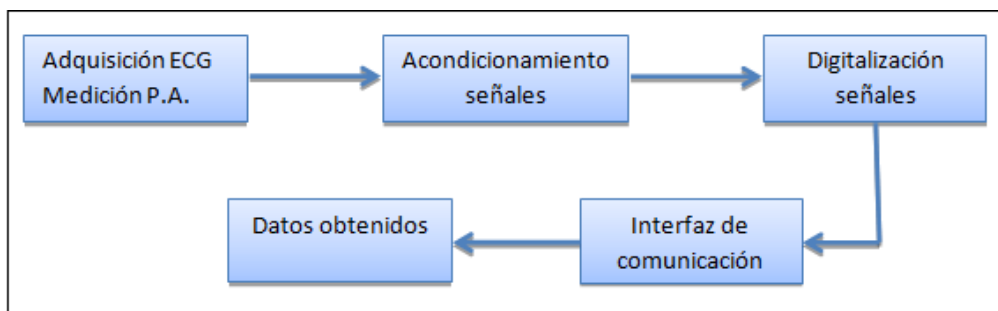 Adquisición ECG
Medición P.A.
Acondicionamiento
señales
Digitalización
señales
Interfaz de
comunicación
Datos obtenidos